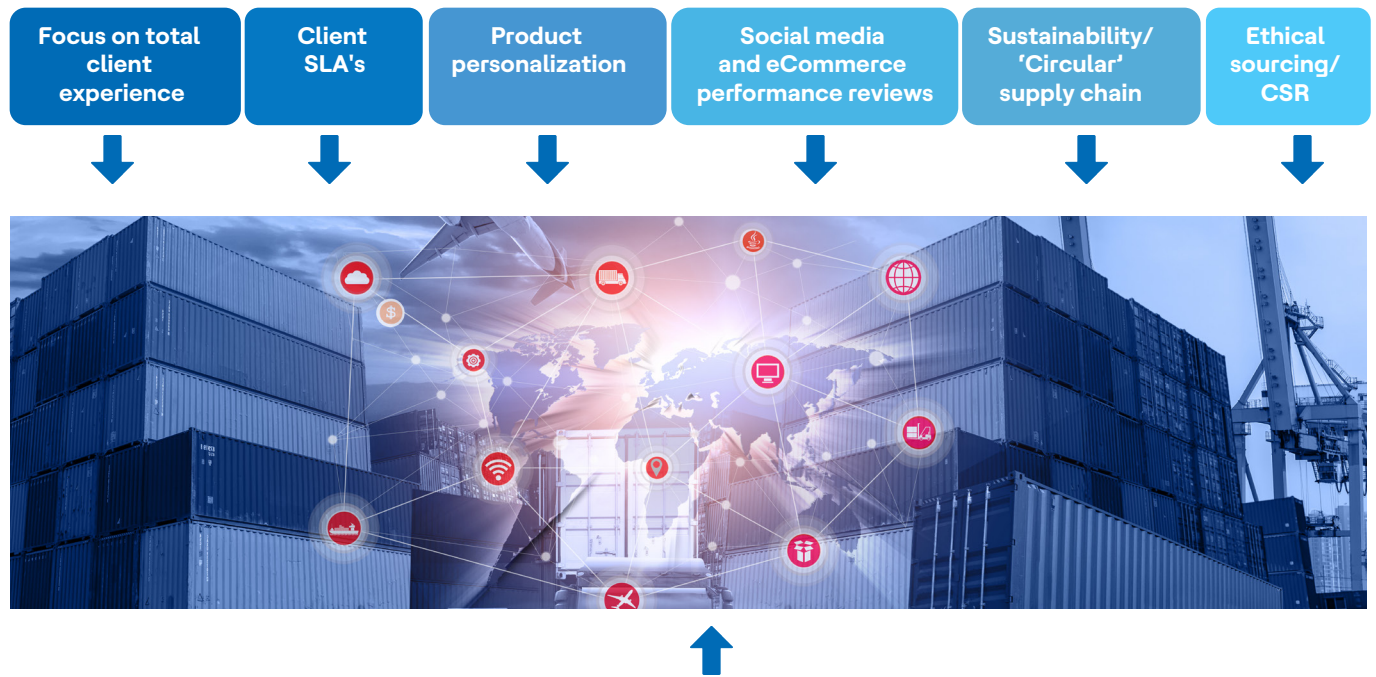 Focus on total
client
experience
Client
SLA's
Product
personalization
Social media
and eCommerce
performance reviews
Sustainability/
‘Circular’
supply chain
Ethical
sourcing/
CSR
$